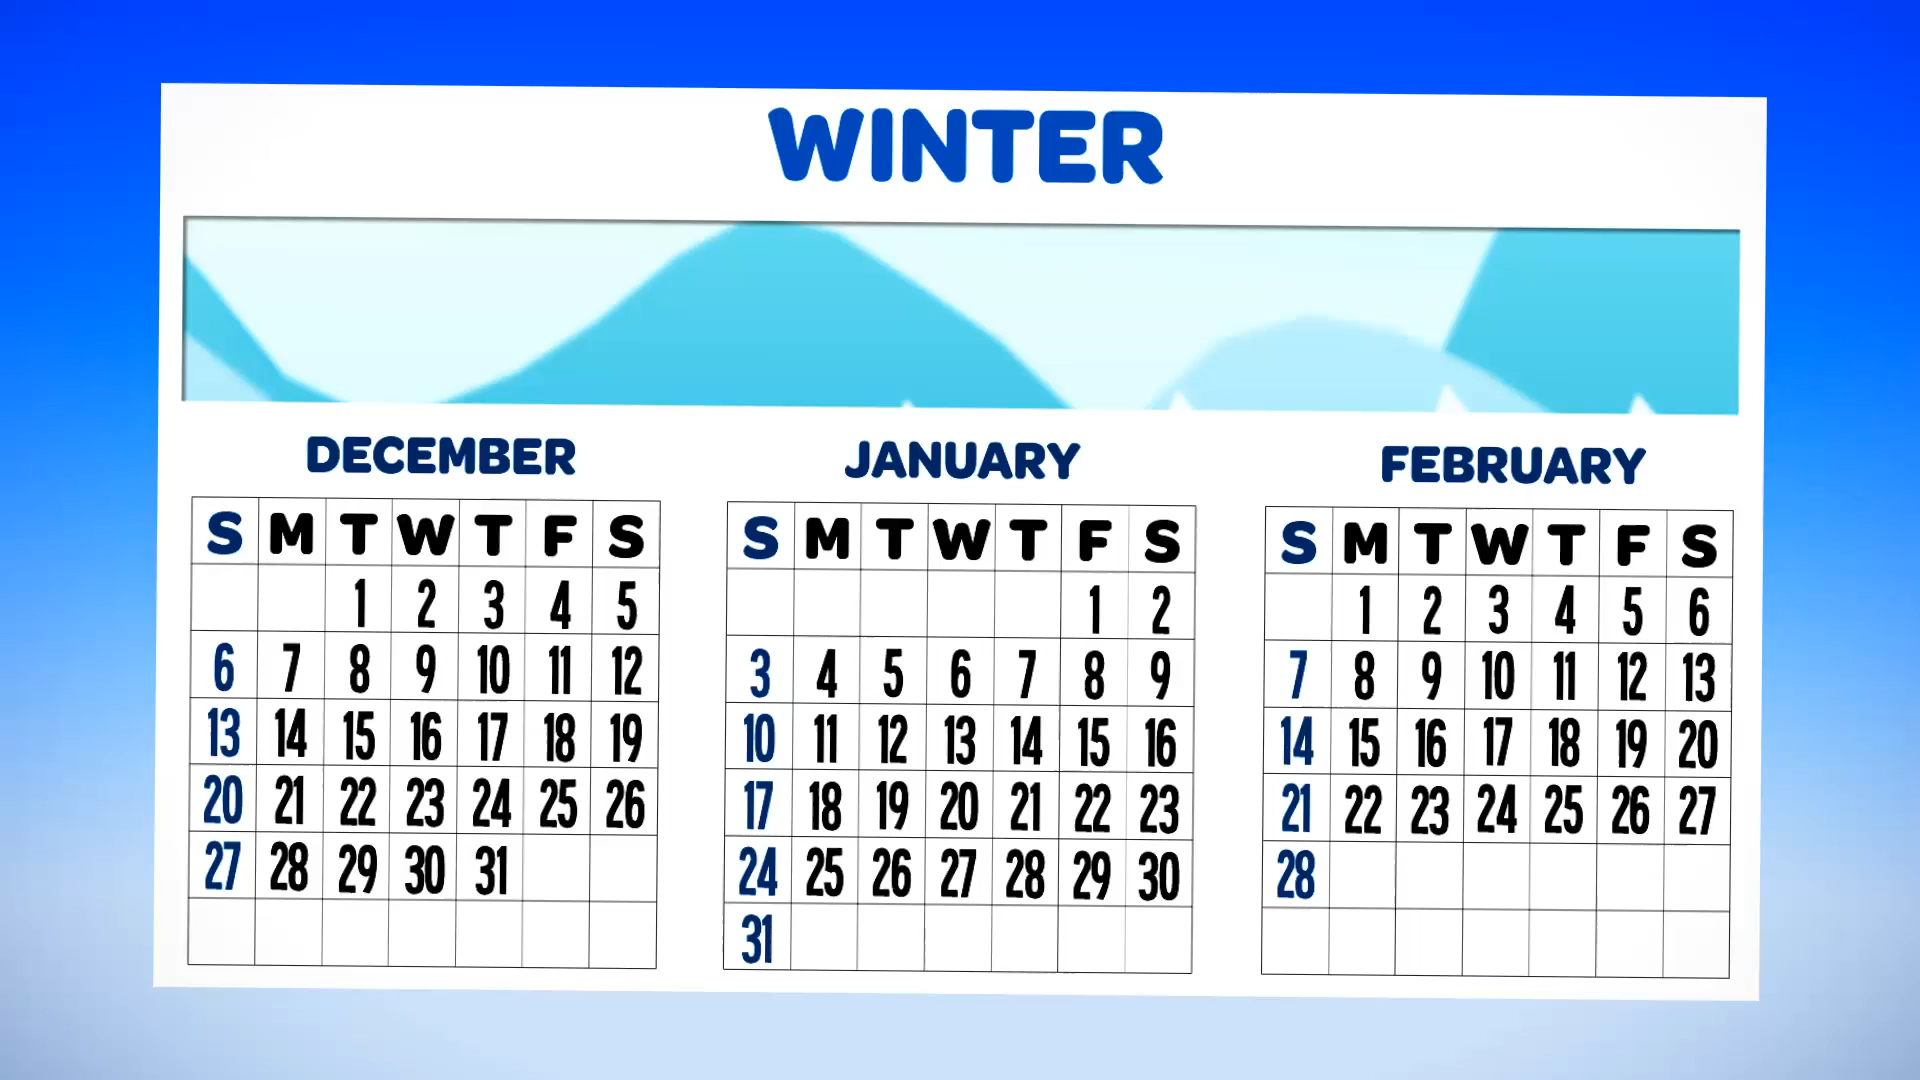 WINTER
DECEMBER
S M T W T F S
1 2 3 4 5
6 7 8 9 10 11 12
13 14 15 16 17 18 19
20 21 22 23 24 25 26
27 28 29 30 31
JANUARY
S M T W T F S
1 2
3 4 5 6 7 8 9
10 11 12 13 14 15 16
17 18 19 20 21 22 23
24 25 26 27 28 29 30
31
FEBRUARY
S M T W T F S
1 2 3 4 5 6
7 8 9 10 11 12 13
14 15 16 17 18 19 20
21 22 23 24 25 26 27
28